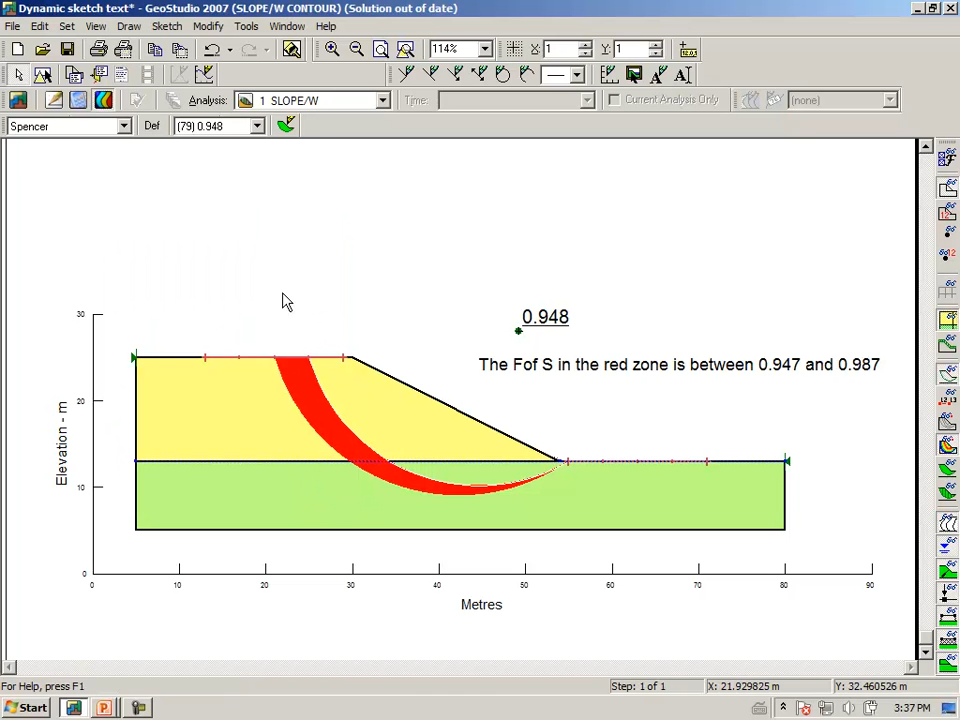 Dynamic sketch text* - GeoStudio 2007 (SLOPE/W CONTOUR) (Solution out of date)
File Edit Set View Draw Sketch Modify Tools Window Help
114% X: 1 Y: 1
Analysis: 1 SLOPE/W Time: Current Analysis Only (none)
Spencer Def (79) 0.948
0.948
The Fof S in the red zone is between 0.947 and 0.987
30
20
10
0
Elevation - m
0 10 20 30 40 50 60 70 80 90
Metres
For Help, press F1 Step: 1 of 1 X: 21.929825 m Y: 32.460526 m
Start 3:37 PM